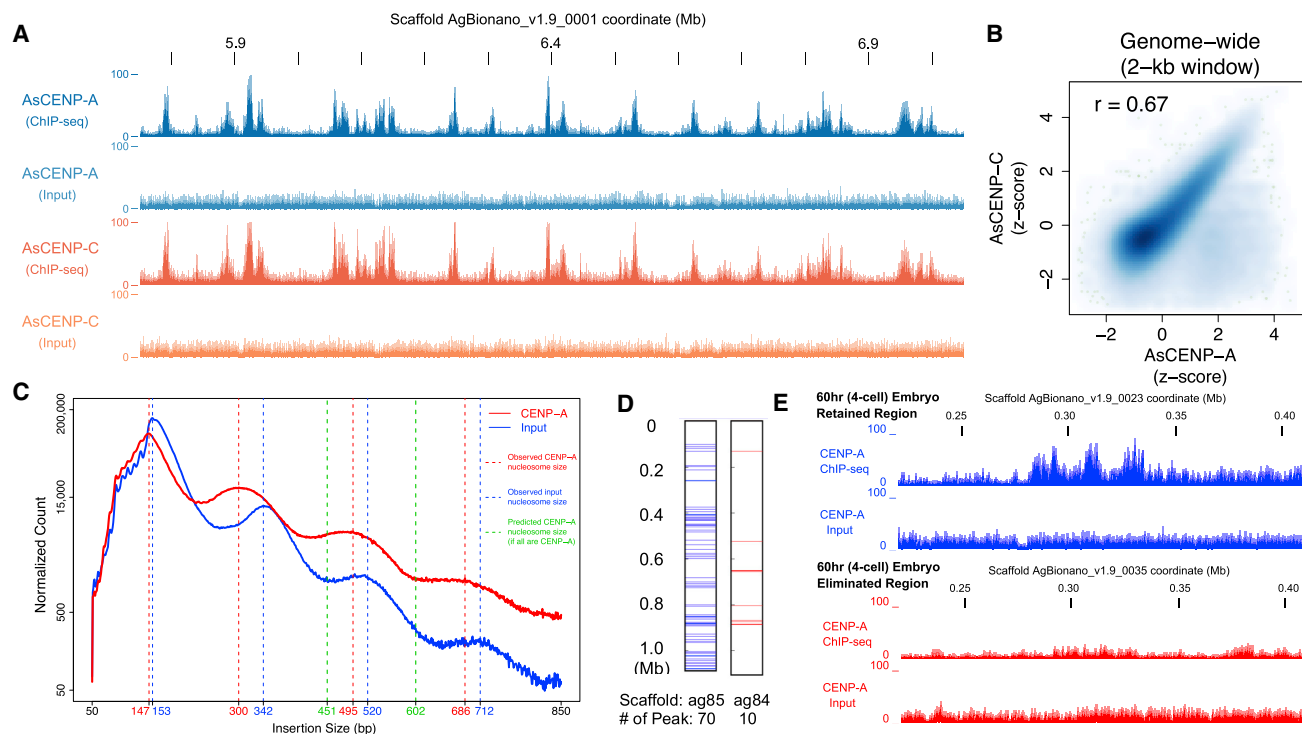 A
Scaffold AgBionano_v1.9_0001 coordinate (Mb)
5.9
6.4
6.9
AsCENP-A
(ChIP-seq)
100
0
AsCENP-A
(Input)
100
0
AsCENP-C
(ChIP-seq)
100
0
AsCENP-C
(Input)
100
0
B
Genome-wide
(2-kb window)
r = 0.67
AsCENP-C
(z-score)
4
2
0
−2
−2
0
2
4
AsCENP-A
(z-score)
C
Normalized Count
500
50
CENP-A
Input
Observed CENP-A
nucleosome size
Observed input
nucleosome size
Predicted CENP-A
nucleosome size
(if all are CENP-A)
50
147
153
300
342
451
495
520
602
686
712
850
Insertion Size (bp)
D
0
0.2
0.4
0.6
0.8
1.0
(Mb)
Scaffold: ag85 ag84
# of Peak: 70 10
E
60hr (4-cell) Embryo
Retained Region
Scaffold AgBionano_v1.9_0023 coordinate (Mb)
0.25
0.30
0.35
0.40
CENP-A
ChIP-seq
100
0
CENP-A
Input
100
0
60hr (4-cell) Embryo
Eliminated Region
Scaffold AgBionano_v1.9_0035 coordinate (Mb)
0.25
0.30
0.35
0.40
CENP-A
ChIP-seq
100
0
CENP-A
Input
100
0